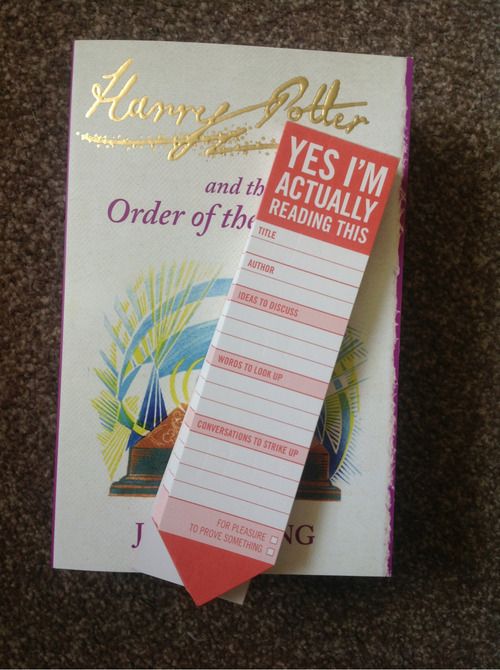 Harry Potter
and th
Order of the
J NG
YES I'M
ACTUALLY
READING THIS
TITLE
AUTHOR
IDEAS TO DISCUSS
WORDS TO LOOK UP
CONVERSATIONS TO STRIKE UP
FOR PLEASURE
TO PROVE SOMETHING